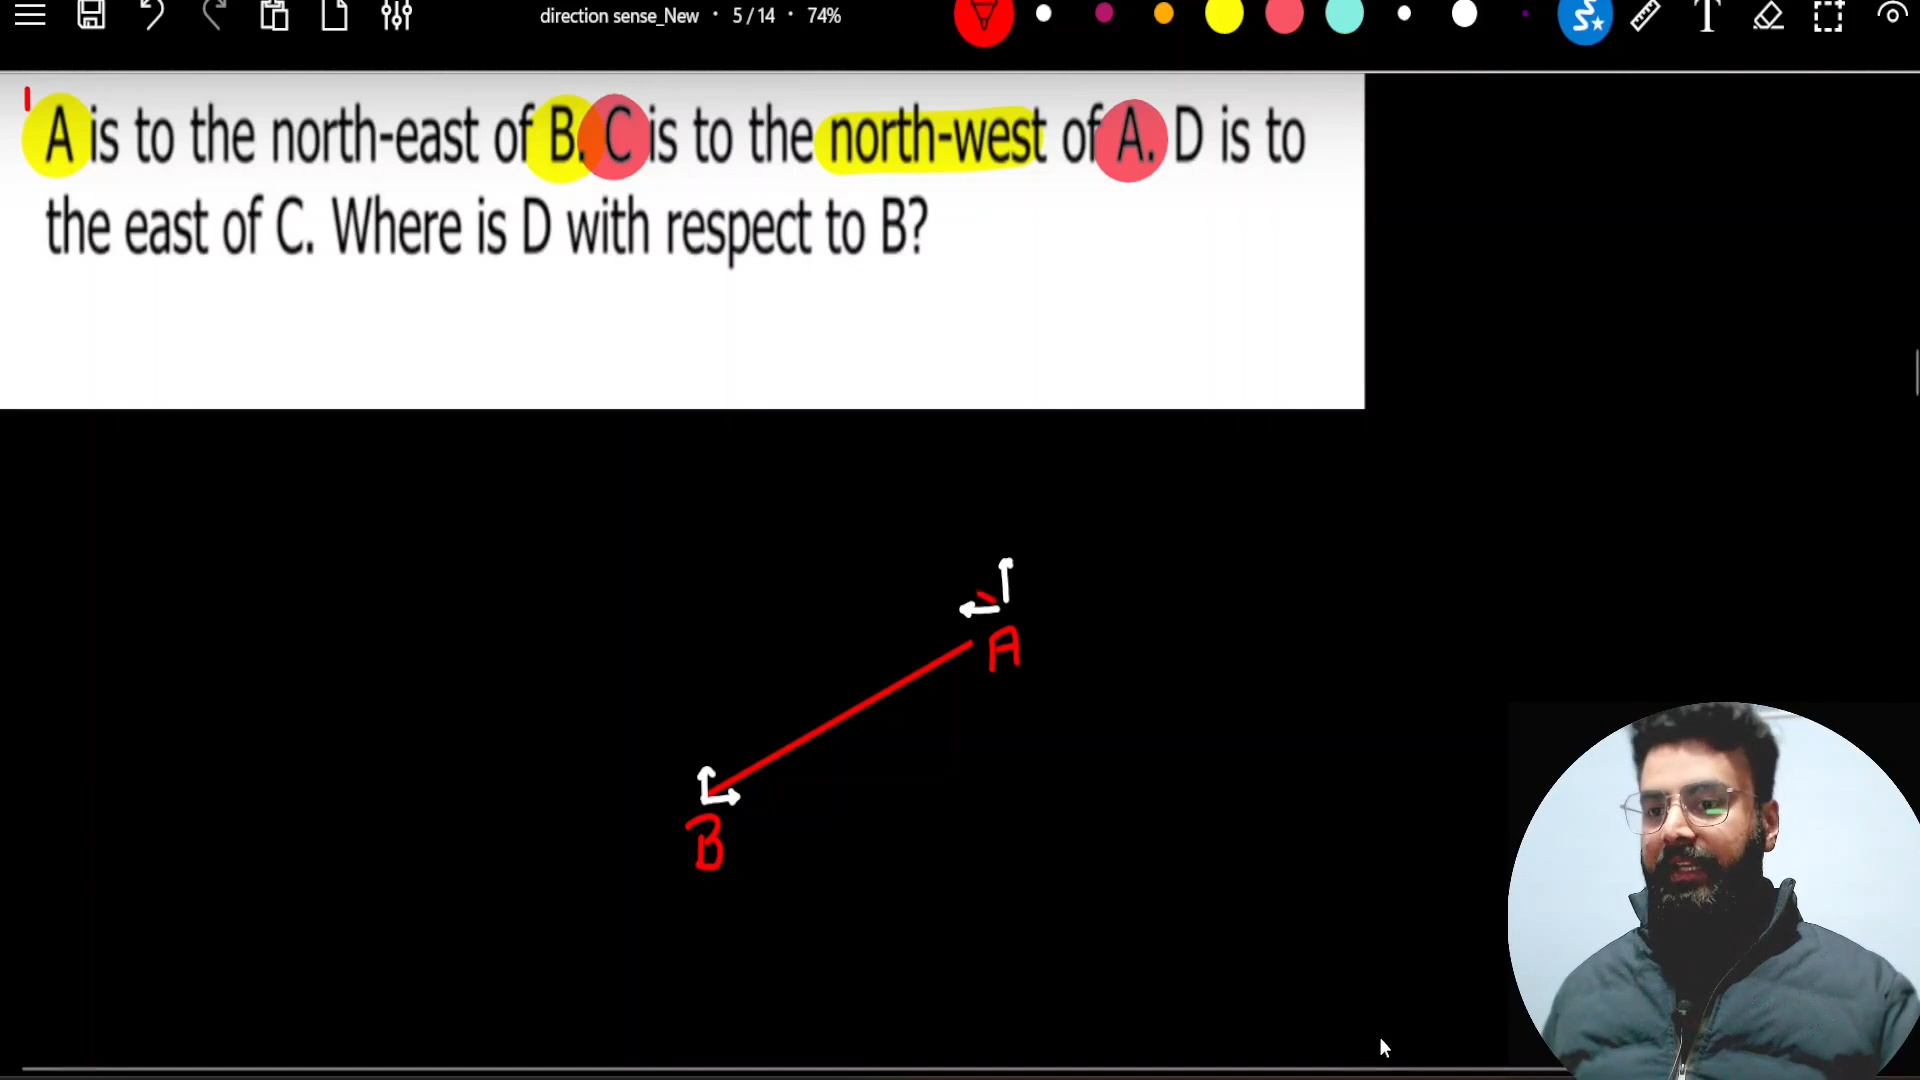 direction sense_New • 5 / 14 • 74%
T
A is to the north-east of B. C is to the north-west of A. D is to
the east of C. Where is D with respect to B?
A
B